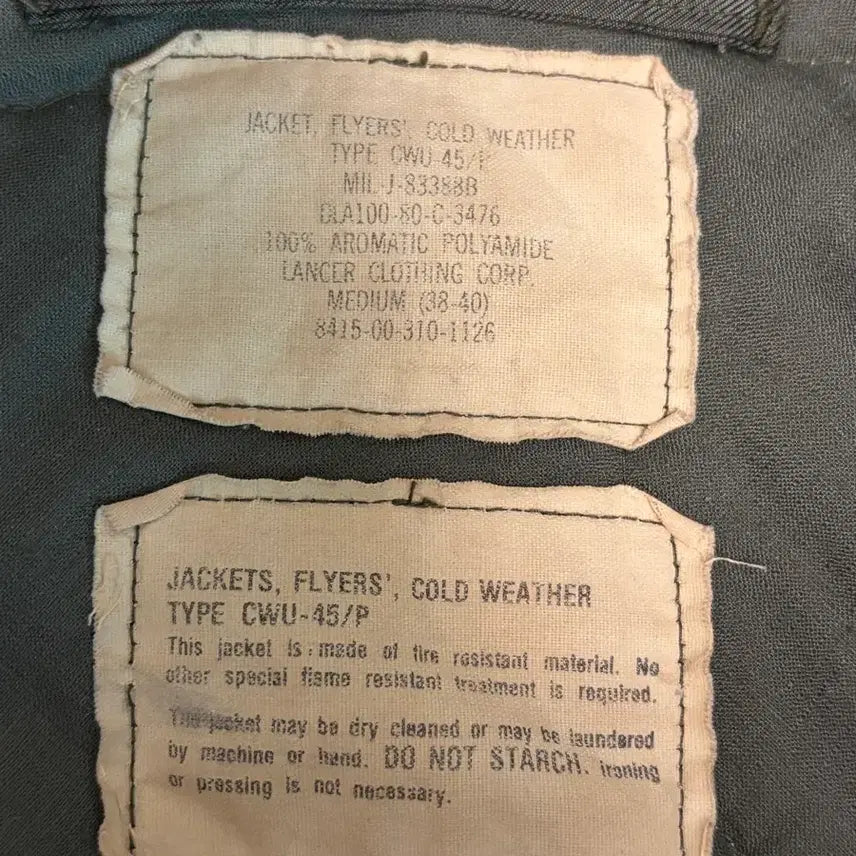 JACKET, FLYERS', COLD WEATHER
TYPE CWU-45/P
MIL-J-83388B
DLA100-80-C-3476
100% AROMATIC POLYAMIDE
LANCER CLOTHING CORP.
MEDIUM (38-40)
8415-00-310-1126
JACKETS, FLYERS', COLD WEATHER
TYPE CWU-45/P
This jacket is made of fire resistant material. No
other special flame resistant treatment is required.
The jacket may be dry cleaned or may be laundered
by machine or hand. DO NOT STARCH. Ironing
or pressing is not necessary.